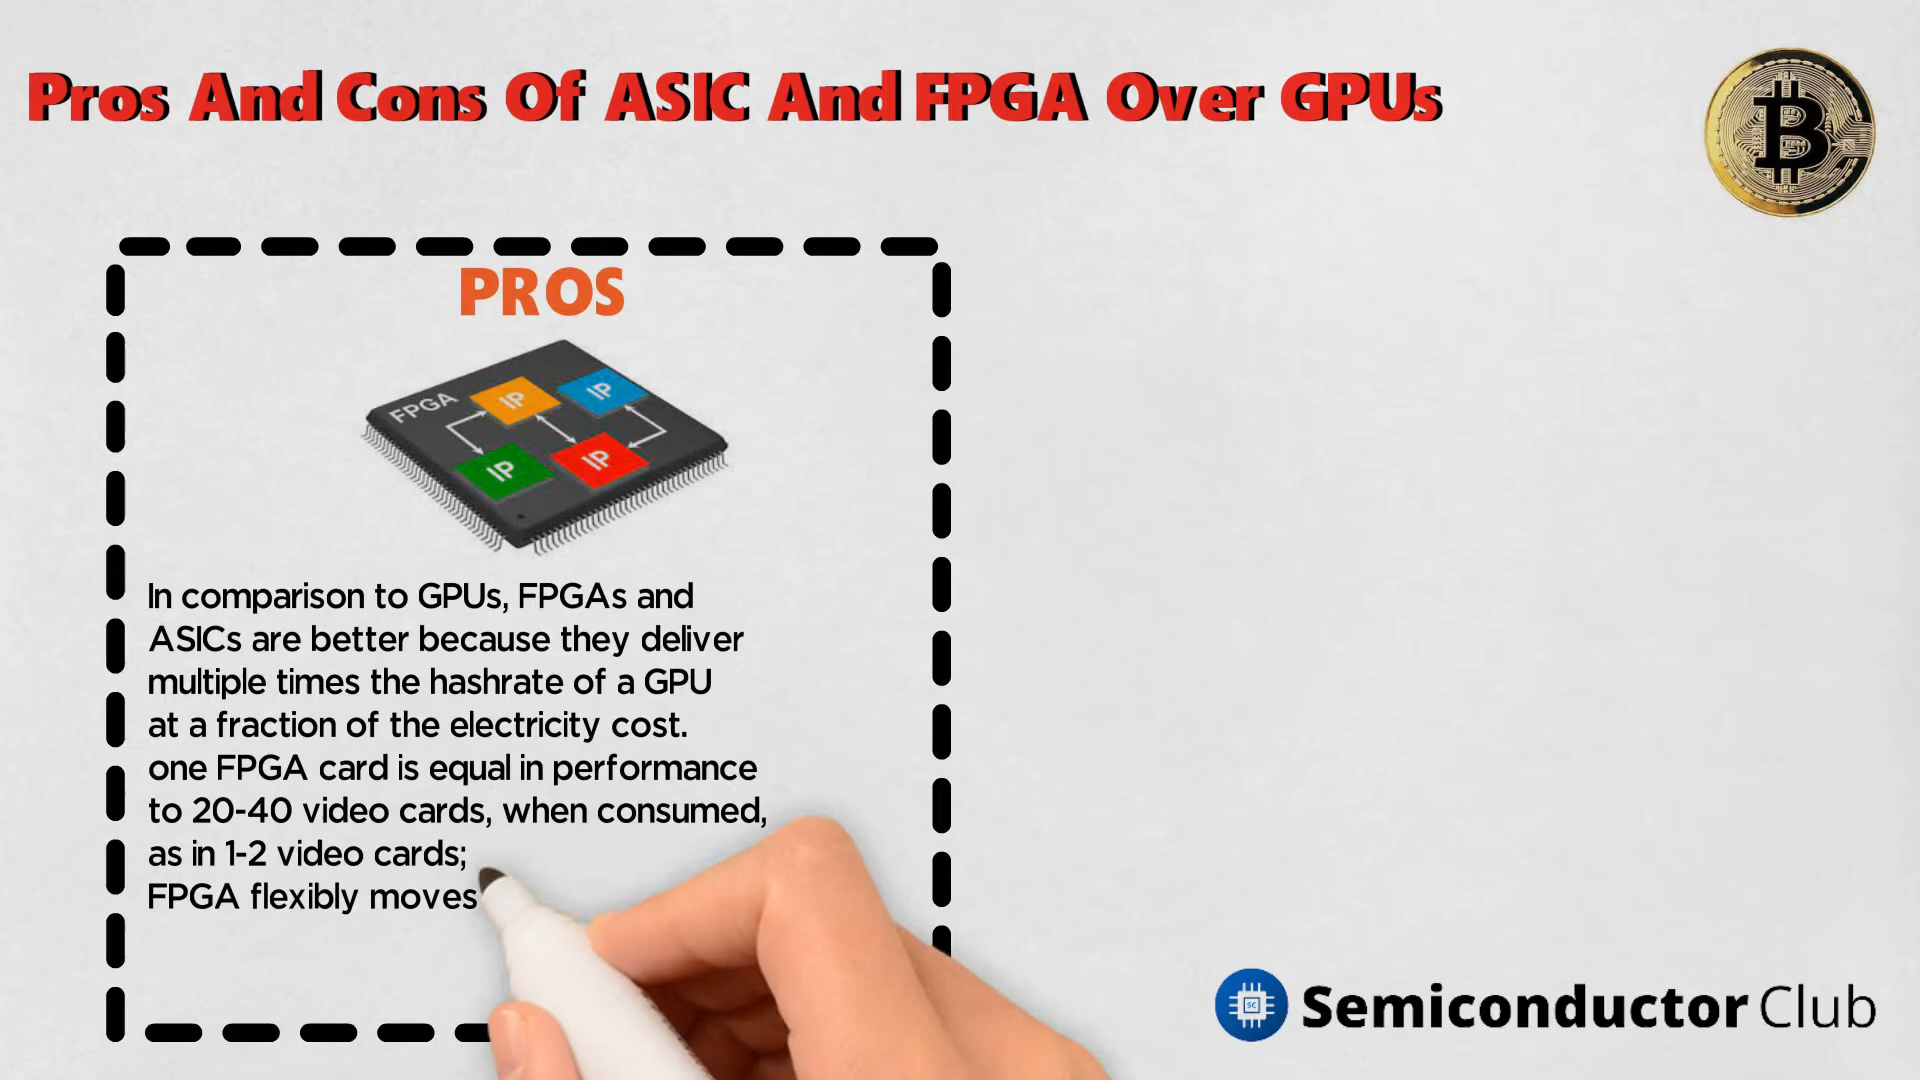 Pros And Cons Of ASIC And FPGA Over GPUs
B
PROS
FPGA
IP
IP
IP
IP
In comparison to GPUs, FPGAs and
ASICs are better because they deliver
multiple times the hashrate of a GPU
at a fraction of the electricity cost.
one FPGA card is equal in performance
to 20-40 video cards, when consumed,
as in 1-2 video cards;
FPGA flexibly moves
SC
Semiconductor Club